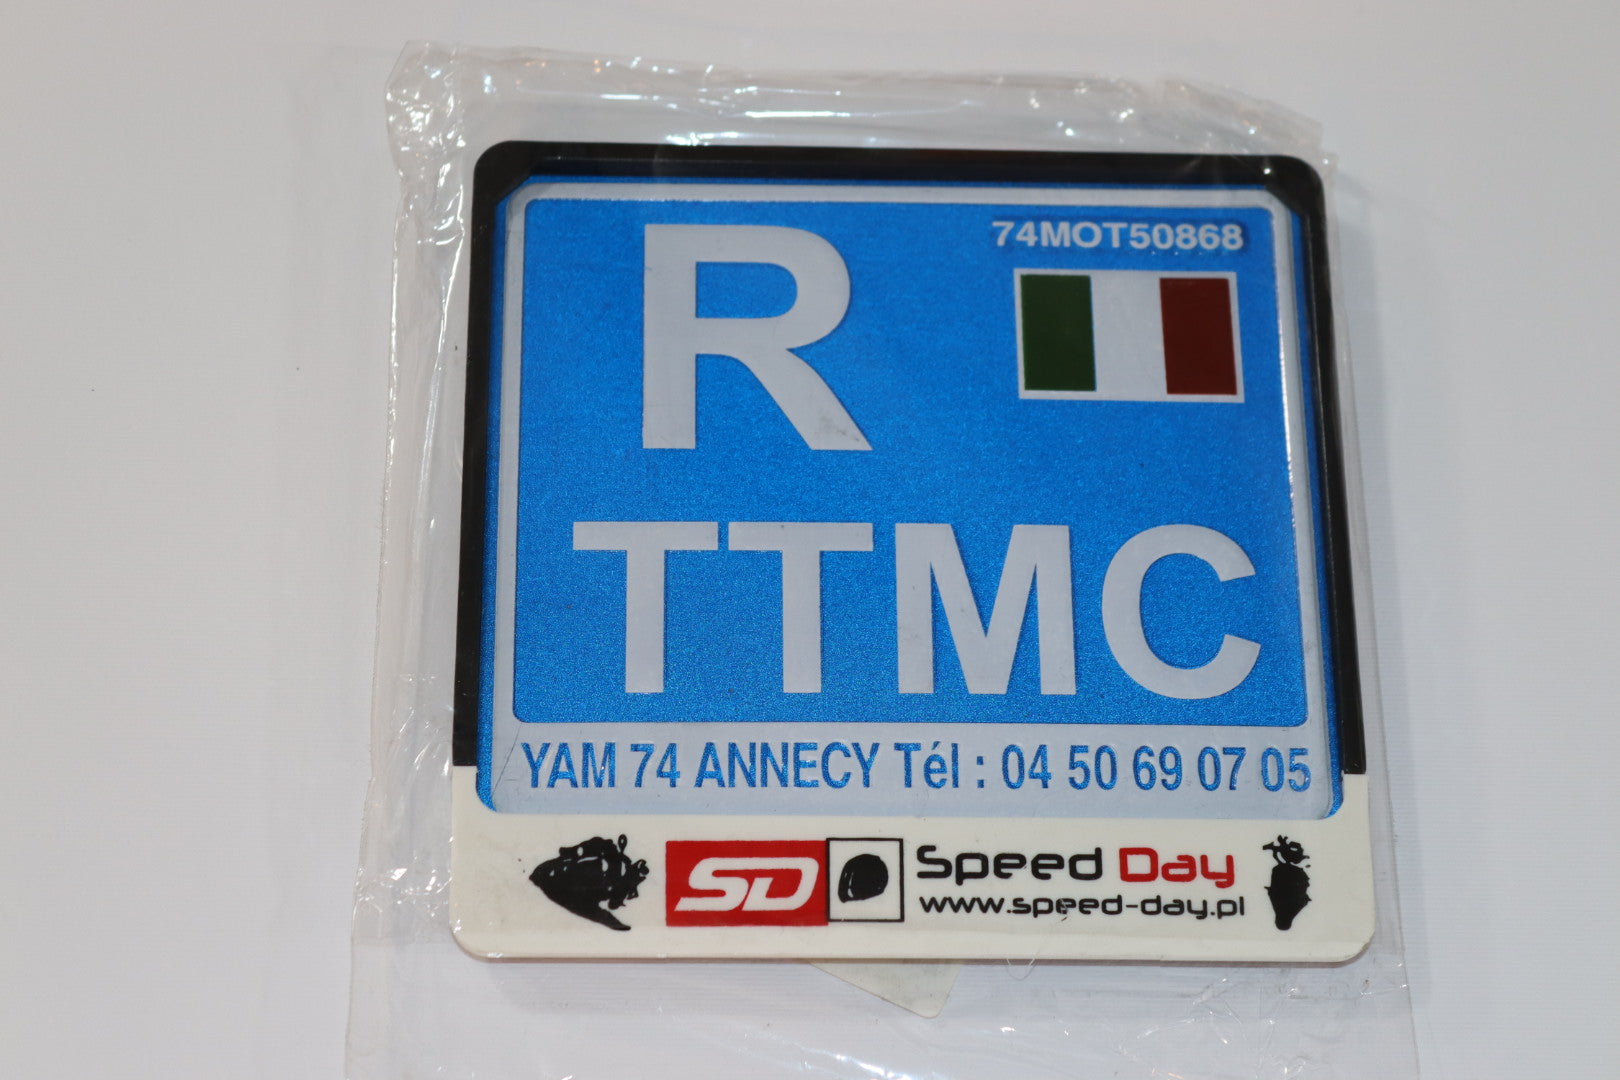 R
74MOT50868
TTMC
YAM 74 ANNECY Tél : 04 50 69 07 05
SD Speed Day
www.speed-day.pl